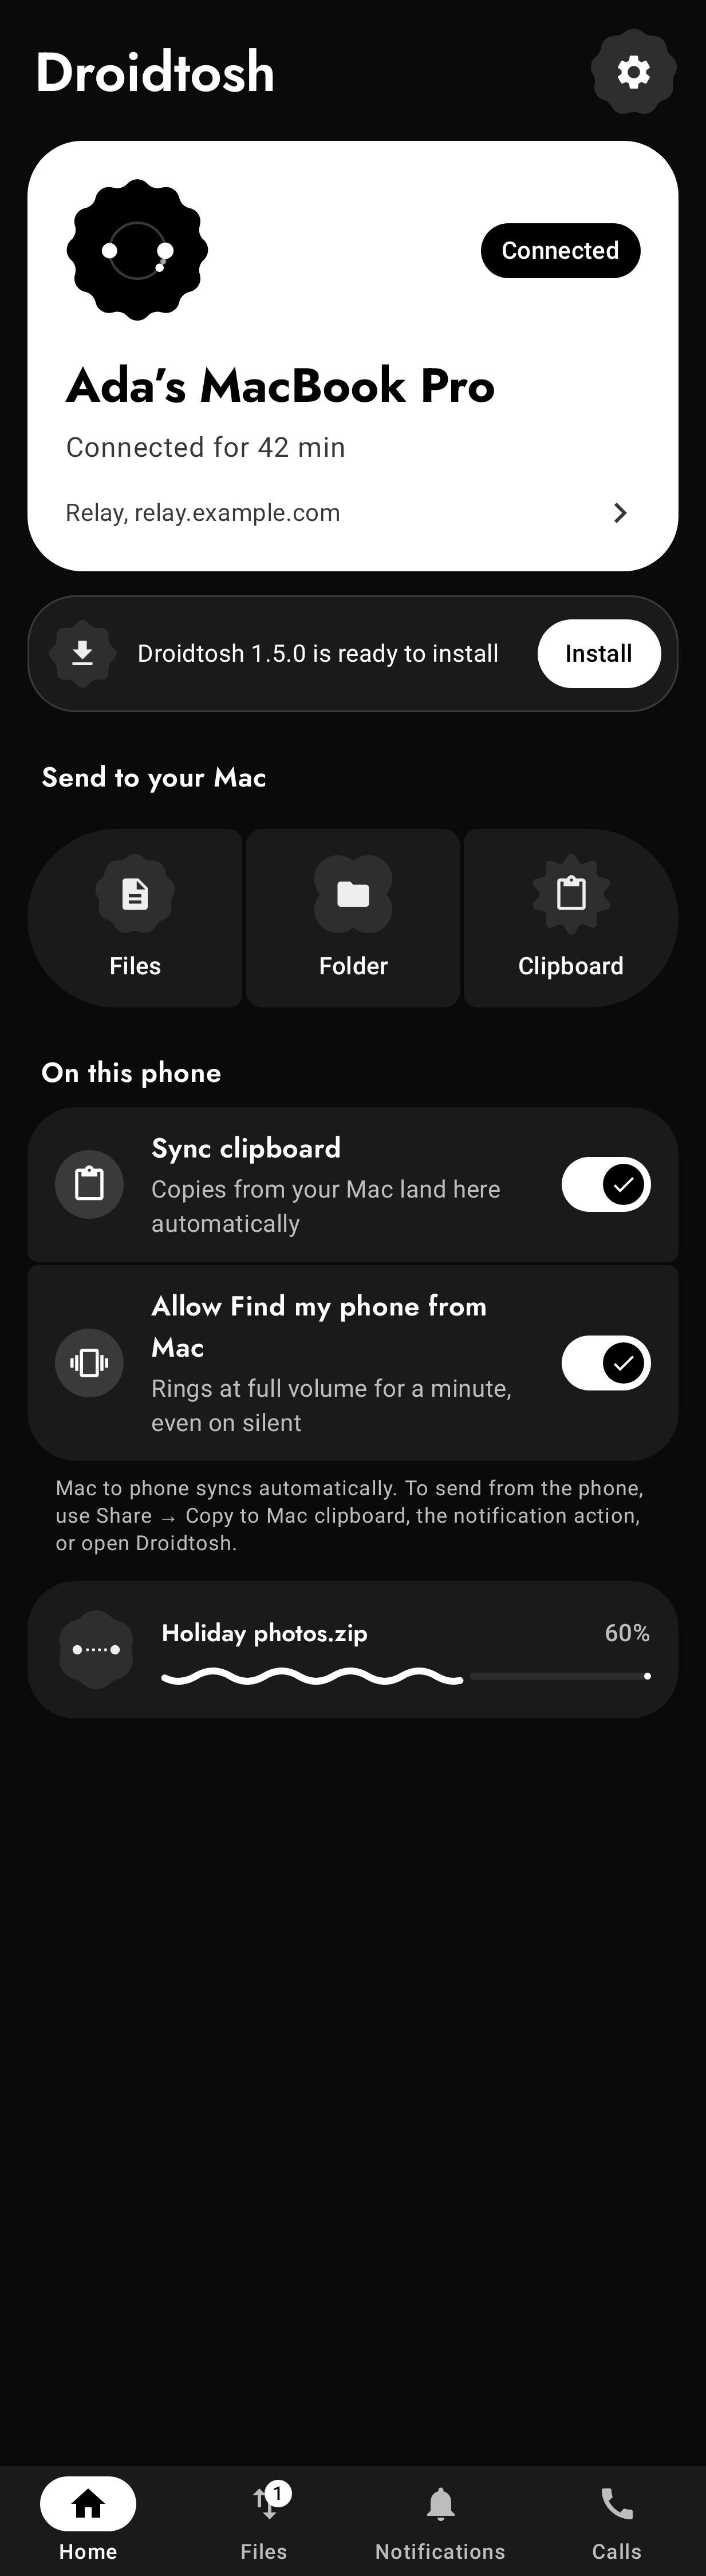 Droidtosh
Connected
Ada’s MacBook Pro
Connected for 42 min
Relay, relay.example.com
Droidtosh 1.5.0 is ready to install
Install
Send to your Mac
Files
Folder
Clipboard
On this phone
Sync clipboard
Copies from your Mac land here
automatically
Allow Find my phone from
Mac
Rings at full volume for a minute,
even on silent
Mac to phone syncs automatically. To send from the phone,
use Share → Copy to Mac clipboard, the notification action,
or open Droidtosh.
Holiday photos.zip
60%
1
Home
Files
Notifications
Calls